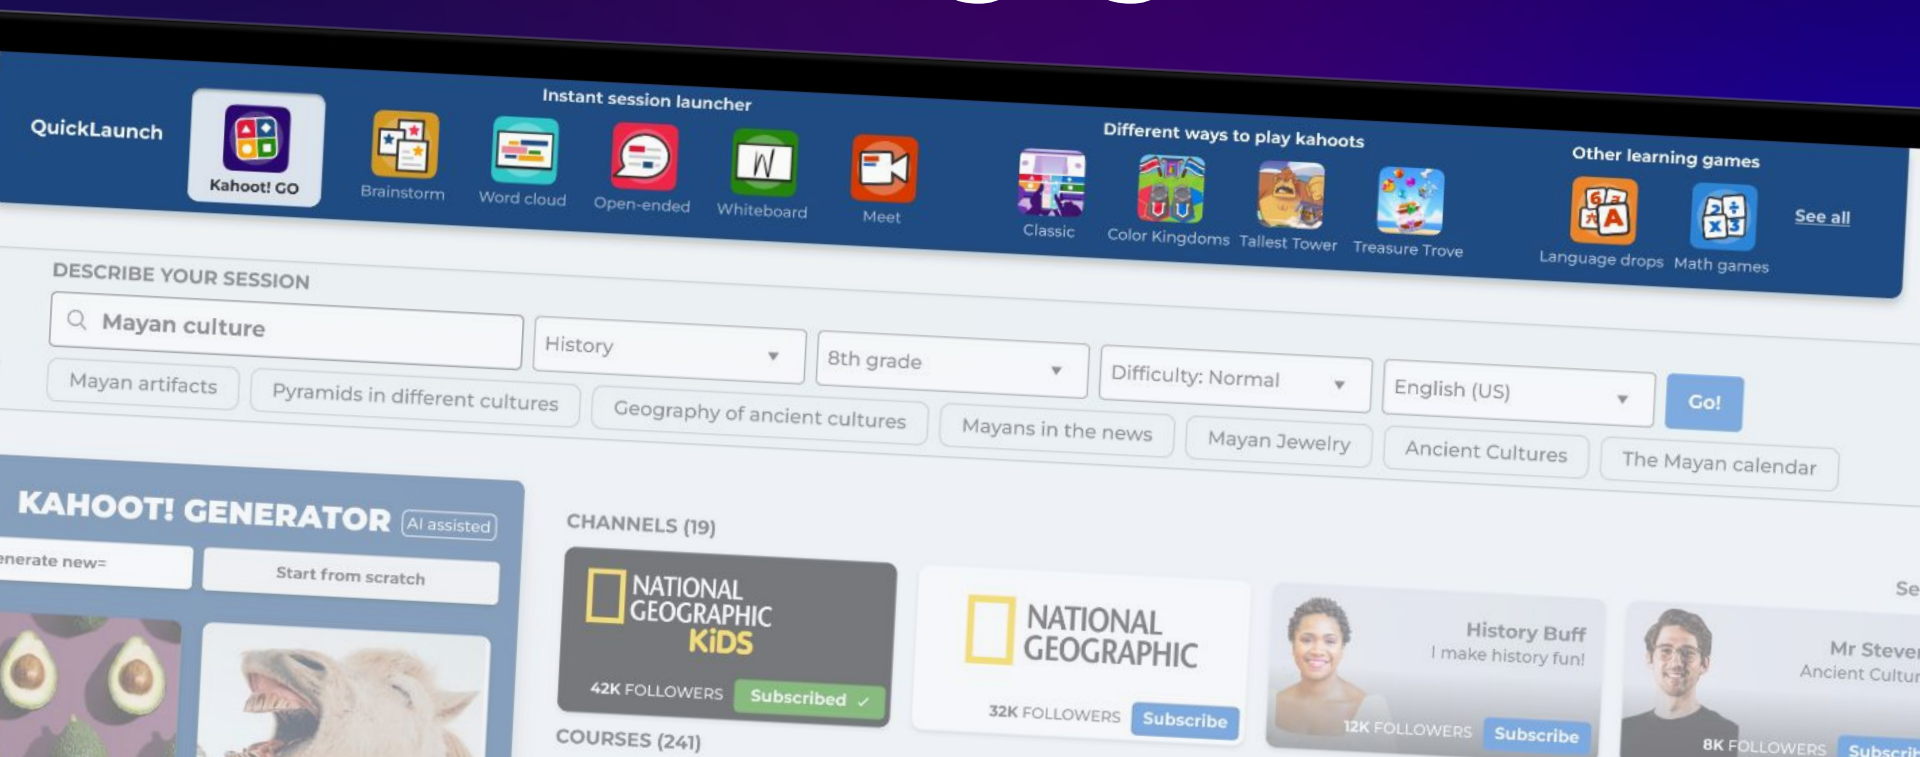 QuickLaunch
Kahoot! GO
Instant session launcher
Brainstorm
Word cloud
Open-ended
Whiteboard
Meet
Different ways to play kahoots
Classic
Color Kingdoms
Tallest Tower
Treasure Trove
Other learning games
Language drops
Math games
See all
DESCRIBE YOUR SESSION
Mayan culture
History
8th grade
Difficulty: Normal
English (US)
Go!
Mayan artifacts
Pyramids in different cultures
Geography of ancient cultures
Mayans in the news
Mayan Jewelry
Ancient Cultures
The Mayan calendar
KAHOOT! GENERATOR
AI assisted
new=
Start from scratch
CHANNELS (19)
NATIONAL
GEOGRAPHIC
KiDS
42K FOLLOWERS
Subscribed ✓
NATIONAL
GEOGRAPHIC
32K FOLLOWERS
Subscribe
History Buff
I make history fun!
12K FOLLOWERS
Subscribe
Mr
Ancient
8K FOLLOWERS
COURSES (241)